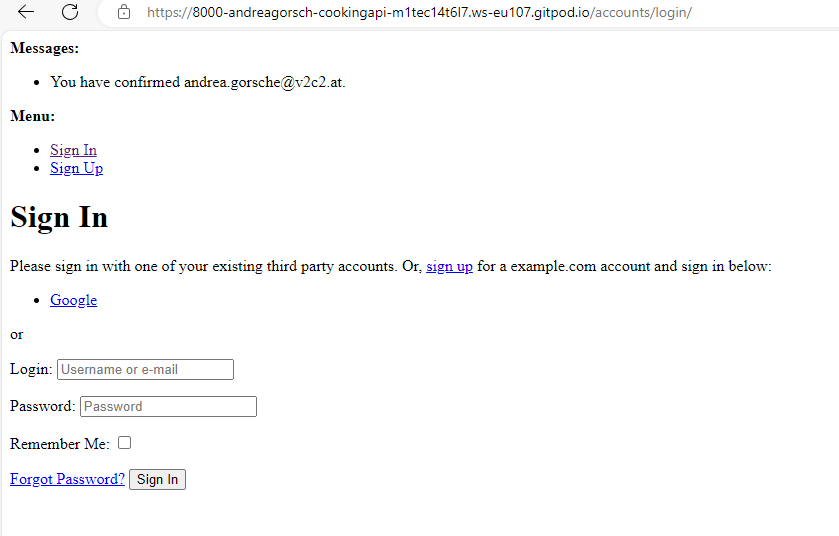 https://8000-andreagorsch-cookingapi-m1tec14t6l7.ws-eu107.gitpod.io/accounts/login/
Messages:
You have confirmed andrea.gorsche@v2c2.at.
Menu:
Sign In
Sign Up
Sign In
Please sign in with one of your existing third party accounts. Or, sign up for a example.com account and sign in below:
Google
or
Login: Username or e-mail
Password: Password
Remember Me:
Forgot Password? Sign In